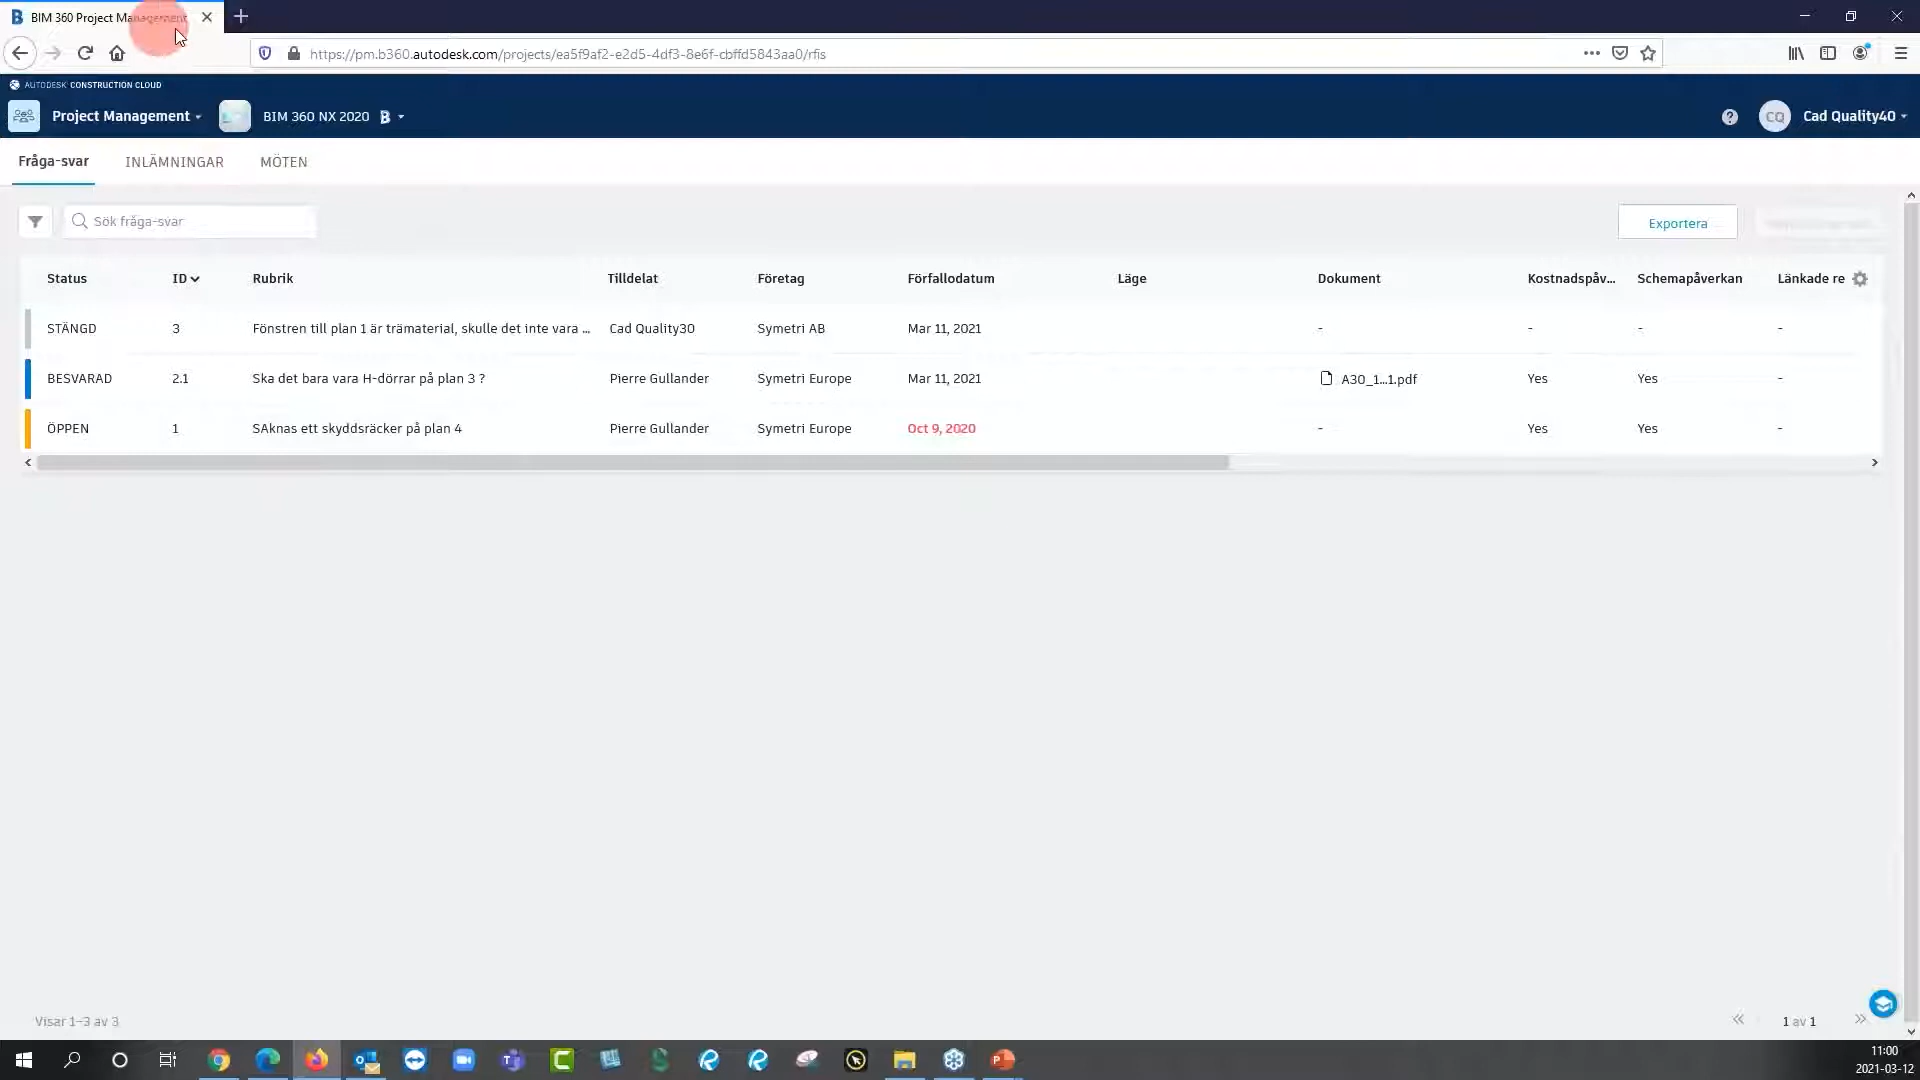 BIM 360 Project Management
https://pm.b360.autodesk.com/projects/ea5f9af2-e2d5-4df3-8e6f-cbffd5843aa0/rfis
AUTODESK CONSTRUCTION CLOUD
Project Management
BIM 360 NX 2020
CQ
Cad Quality40
Fråga-svar INLÄMNINGAR MÖTEN
Sök fråga-svar
Exportera
Status ID Rubrik Tilldelat Företag Förfallodatum Läge Dokument Kostnadspåv... Schemapåverkan Länkade re
STÄNGD 3 Fönstren till plan 1 är trämaterial, skulle det inte vara ... Cad Quality30 Symetri AB Mar 11, 2021 - - - -
BESVARAD 2.1 Ska det bara vara H-dörrar på plan 3 ? Pierre Gullander Symetri Europe Mar 11, 2021 A30_1...1.pdf Yes Yes -
ÖPPEN 1 SAknas ett skyddsräcker på plan 4 Pierre Gullander Symetri Europe Oct 9, 2020 - Yes Yes -
Visar 1-3 av 3
1 av 1
11:00
2021-03-12